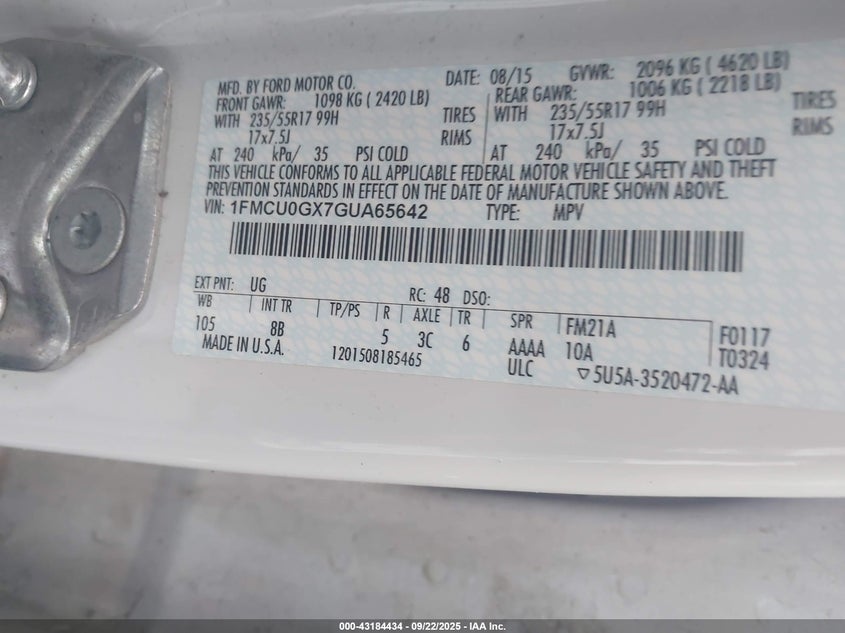 MFD. BY FORD MOTOR CO.
DATE: 08/15 GVWR: 2096 KG ( 4620 LB)
FRONT GAWR: 1098 KG ( 2420 LB)
REAR GAWR: 1006 KG ( 2218 LB)
WITH 235/55R17 99H TIRES
WITH 235/55R17 99H TIRES
17x7.5J RIMS
17x7.5J RIMS
AT 240 kPa/ 35 PSI COLD
AT 240 kPa/ 35 PSI COLD
THIS VEHICLE CONFORMS TO ALL APPLICABLE FEDERAL MOTOR VEHICLE SAFETY AND THEFT
PREVENTION STANDARDS IN EFFECT ON THE DATE OF MANUFACTURE SHOWN ABOVE.
VIN: 1FMCU0GX7GUA65642 TYPE: MPV
EXT PNT: UG RC: 48 DSO:
WB INT TR TP/PS R AXLE TR SPR FM21A F0117
105 8B 5 3C 6 AAAA 10A T0324
MADE IN U.S.A. 1201508185465 ULC ▽5U5A-3520472-AA
000-43184434 - 09/22/2025 - IAA Inc.